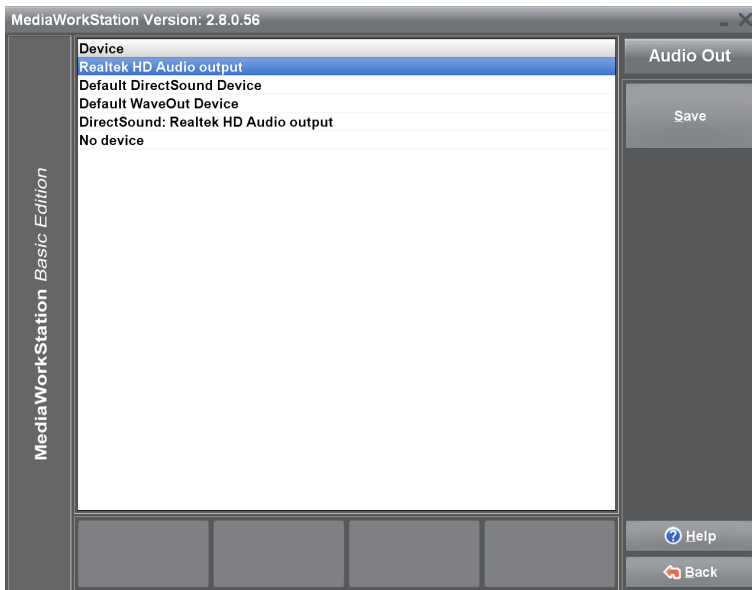 MediaWorkStation Version: 2.8.0.56
Device
Realtek HD Audio output
Default DirectSound Device
Default WaveOut Device
DirectSound: Realtek HD Audio output
No device
MediaWorkStation Basic Edition
Audio Out
Save
Help
Back